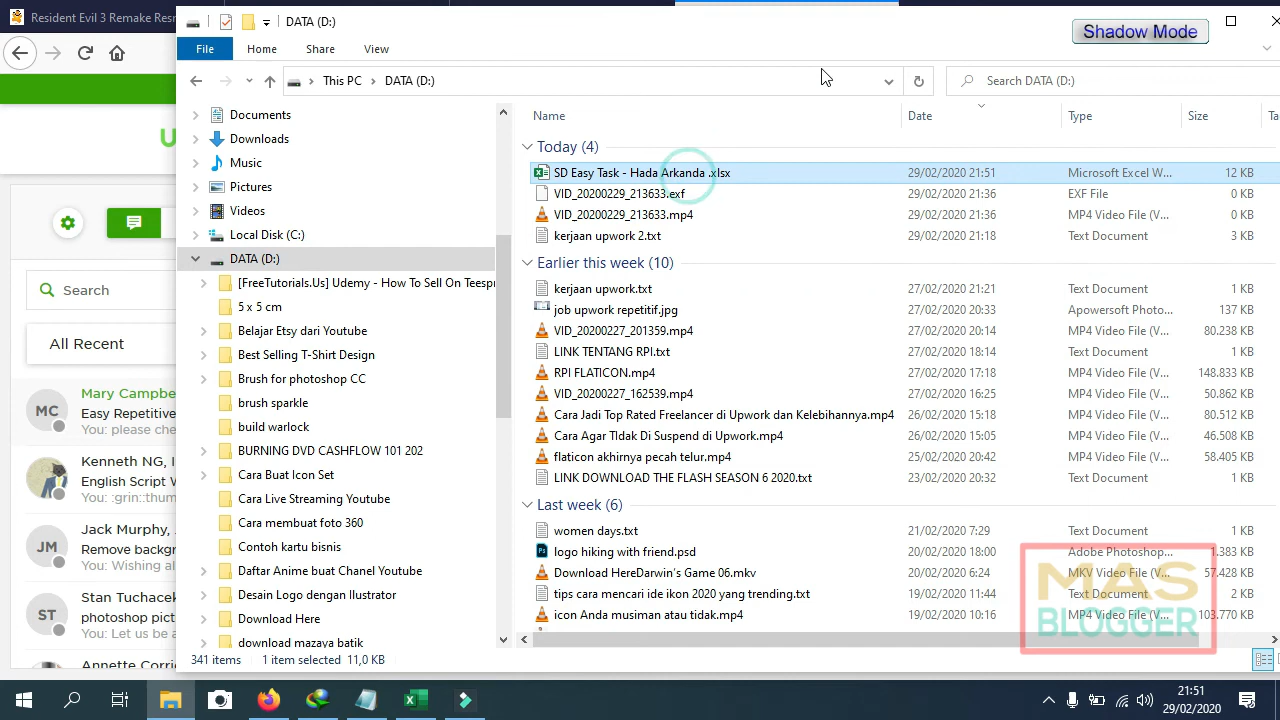 Resident Evil 3 Remake Resm
DATA (D:)
Shadow Mode
File Home Share View
This PC DATA (D:) Search DATA (D:)
Name Date Type Size Ta
Documents
Downloads
Music
Pictures
Videos
Local Disk (C:)
DATA (D:)
[FreeTutorials.Us] Udemy - How To Sell On Teespr
5 x 5 cm
Belajar Etsy dari Youtube
Best Selling T-Shirt Design
Brush for photoshop CC
brush sparkle
build warlock
BURNING DVD CASHFLOW 101 202
Cara Buat Icon Set
Cara Live Streaming Youtube
Cara membuat foto 360
Contoh kartu bisnis
Daftar Anime buat Chanel Youtube
Desain Logo dengan Ilustrator
Download Here
download mazaya batik
Today (4)
SD Easy Task - Hada Arkanda .xlsx 29/02/2020 21:51 Microsoft Excel W... 12 KB
VID_20200229_213633.exf 29/02/2020 21:36 EXF File 0 KB
VID_20200229_213633.mp4 29/02/2020 21:36 MP4 Video File (V... 0 KB
kerjaan upwork 2.txt 29/02/2020 21:18 Text Document 3 KB
Earlier this week (10)
kerjaan upwork.txt 27/02/2020 21:21 Text Document 1 KB
job upwork repetitif.jpg 27/02/2020 20:33 Apowersoft Photo... 137 KB
VID_20200227_201359.mp4 27/02/2020 20:14 MP4 Video File (V... 80.238 KB
LINK TENTANG RPI.txt 27/02/2020 18:14 Text Document 1 KB
RPI FLATICON.mp4 27/02/2020 17:18 MP4 Video File (V... 148.833 KB
VID_20200227_162539.mp4 27/02/2020 16:25 MP4 Video File (V... 50.862 KB
Cara Jadi Top Rated Freelancer di Upwork dan Kelebihannya.mp4 26/02/2020 15:18 MP4 Video File (V... 80.512 KB
Cara Agar TIdak Di Suspend di Upwork.mp4 26/02/2020 15:05 MP4 Video File (V... 46.506 KB
flaticon akhirnya pecah telur.mp4 25/02/2020 20:42 MP4 Video File (V... 58.405 KB
LINK DOWNLOAD THE FLASH SEASON 6 2020.txt 23/02/2020 20:32 Text Document 1 KB
Last week (6)
women days.txt 21/02/2020 7:29 Text Document 1 KB
logo hiking with friend.psd 20/02/2020 18:00 Adobe Photoshop... 1.383 KB
Download HereDarwin's Game 06.mkv 20/02/2020 6:24 MKV Video File (V... 57.428 KB
tips cara mencari ide ikon 2020 yang trending.txt 19/02/2020 11:44 Text Document 2 KB
icon Anda musiman atau tidak.mp4 19/02/2020 10:16 MP4 Video File (V... 103.770 KB
MAS
BLOGGER
341 items 1 item selected 11,0 KB
Search
All Recent
MC
Mary Campbe
Easy Repetitive
You: please che
Kenneth NG, I
English Script W
You: :grin::thum
JM
Jack Murphy,
Remove backgr
You: Wishing al
ST
Stan Tuchacek
photoshop pict
You: Let us be a
Annette Corri
21:51
29/02/2020